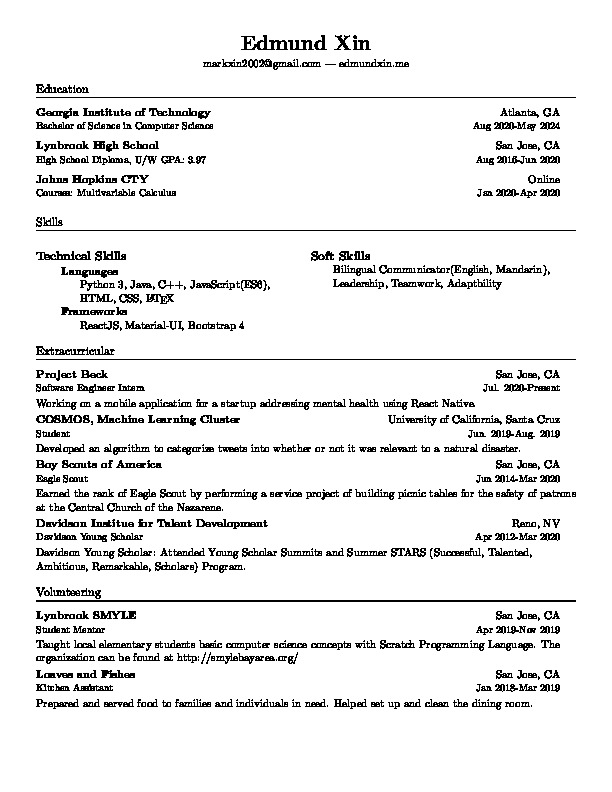 Edmund Xin
markxin2002@gmail.com — edmundxin.me
Education
Georgia Institute of Technology Atlanta, GA
Bachelor of Science in Computer Science Aug 2020-May 2024
Lynbrook High School San Jose, CA
High School Diploma, U/W GPA: 3.97 Aug 2016-Jun 2020
Johns Hopkins CTY Online
Courses: Multivariable Calculus Jan 2020-Apr 2020
Skills
Technical Skills
Languages
Python 3, Java, C++, JavaScript(ES6),
HTML, CSS, LATEX
Frameworks
ReactJS, Material-UI, Bootstrap 4
Soft Skills
Bilingual Communicator(English, Mandarin),
Leadership, Teamwork, Adaptbility
Extracurricular
Project Beck San Jose, CA
Software Engineer Intern Jul. 2020-Present
Working on a mobile application for a startup addressing mental health using React Native.
COSMOS, Machine Learning Cluster University of California, Santa Cruz
Student Jun. 2019-Aug. 2019
Developed an algorithm to categorize tweets into whether or not it was relevant to a natural disaster.
Boy Scouts of America San Jose, CA
Eagle Scout Jun 2014-Mar 2020
Earned the rank of Eagle Scout by performing a service project of building picnic tables for the safety of patrons
at the Central Church of the Nazarene.
Davidson Institue for Talent Development Reno, NV
Davidson Young Scholar Apr 2012-Mar 2020
Davidson Young Scholar: Attended Young Scholar Summits and Summer STARS (Successful, Talented,
Ambitious, Remarkable, Scholars) Program.
Volunteering
Lynbrook SMYLE San Jose, CA
Student Mentor Apr 2019-Nov 2019
Taught local elementary students basic computer science concepts with Scratch Programming Language. The
organization can be found at http://smylebayarea.org/
Loaves and Fishes San Jose, CA
Kitchen Assistant Jan 2018-Mar 2019
Prepared and served food to families and individuals in need. Helped set up and clean the dining room.